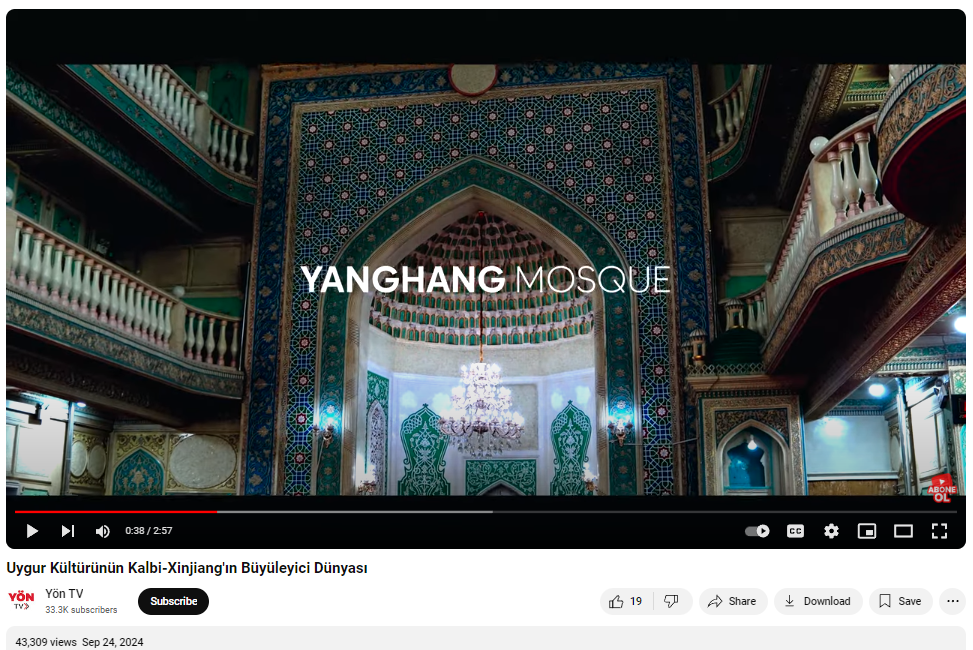 YANGHANG MOSQUE
ABONE
OL
0:38 / 2:57
CC
Uygur Kültürünün Kalbi-Xinjiang'ın Büyüleyici Dünyası
YÖN
TV
Yön TV
33.3K subscribers
Subscribe
19
Share
Download
Save
43,309 views Sep 24, 2024